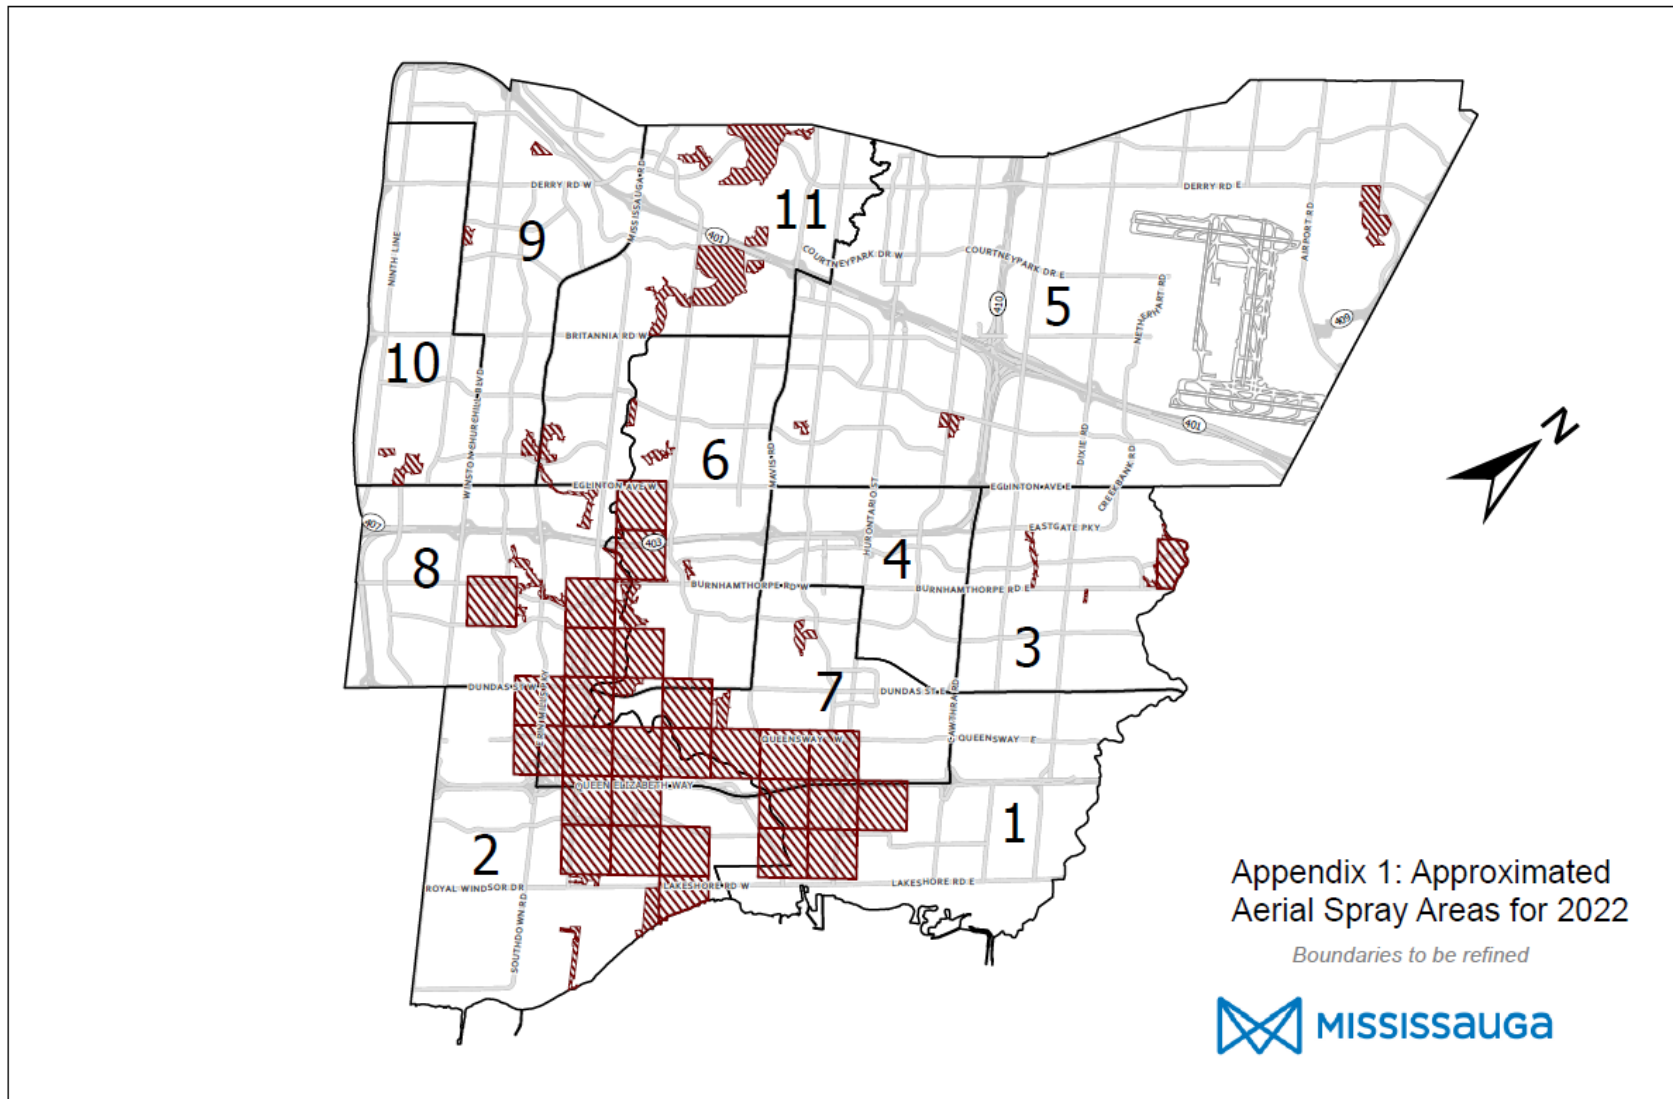 DERRY RD W
MISSISSAUGA RD
11
DERRY RD E
9
NINTH LINE
401
COURTNEYPARK DR W
COURTNEYPARK DR E
AIRPORT RD
5
410
409
BRITANNIA RD W
10
WINSTON CHURCHILL BLVD
401
N
6
MAVIS RD
DIXIE RD
CREEKBANK RD
EGLINTON AVE W
EGLINTON AVE E
HURONTARIO ST
407
403
EASTGATE PKY
8
4
BURNHAMTHORPE RD W
BURNHAMTHORPE RD E
3
DUNDAS ST W
ERIN MILLS PKY
7
DUNDAS ST E
CAWTHRA RD
QUEENSWAY W
QUEENSWAY E
QUEEN ELIZABETH WAY
2
1
ROYAL WINDSOR DR
LAKESHORE RD W
LAKESHORE RD E
SOUTHDOWN RD
Appendix 1: Approximated
Aerial Spray Areas for 2022
Boundaries to be refined
MISSISSAUGA